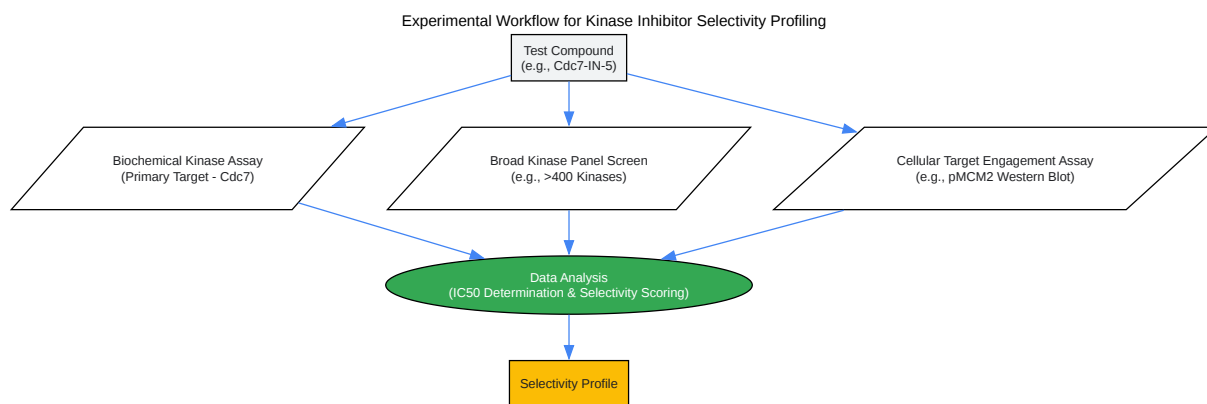 Experimental Workflow for Kinase Inhibitor Selectivity Profiling
Test Compound
(e.g., Cdc7-IN-5)
Biochemical Kinase Assay
(Primary Target - Cdc7)
Broad Kinase Panel Screen
(e.g., >400 Kinases)
Cellular Target Engagement Assay
(e.g., pMCM2 Western Blot)
Data Analysis
(IC50 Determination & Selectivity Scoring)
Selectivity Profile